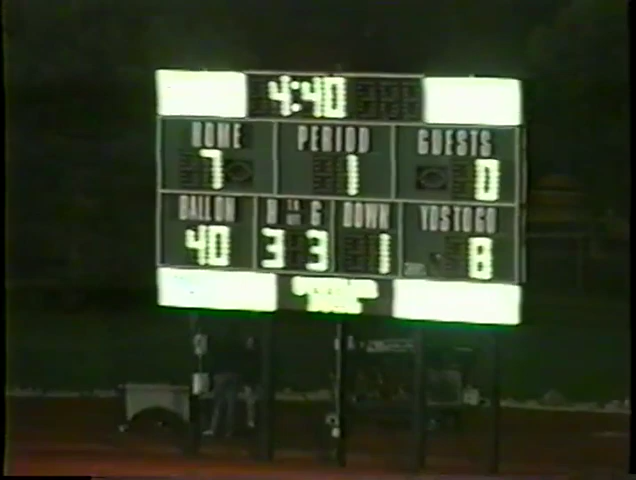 4:40
HOME PERIOD GUESTS
7 1 0
BALL ON H G DOWN YDS TO GO
40 3 3 1 8